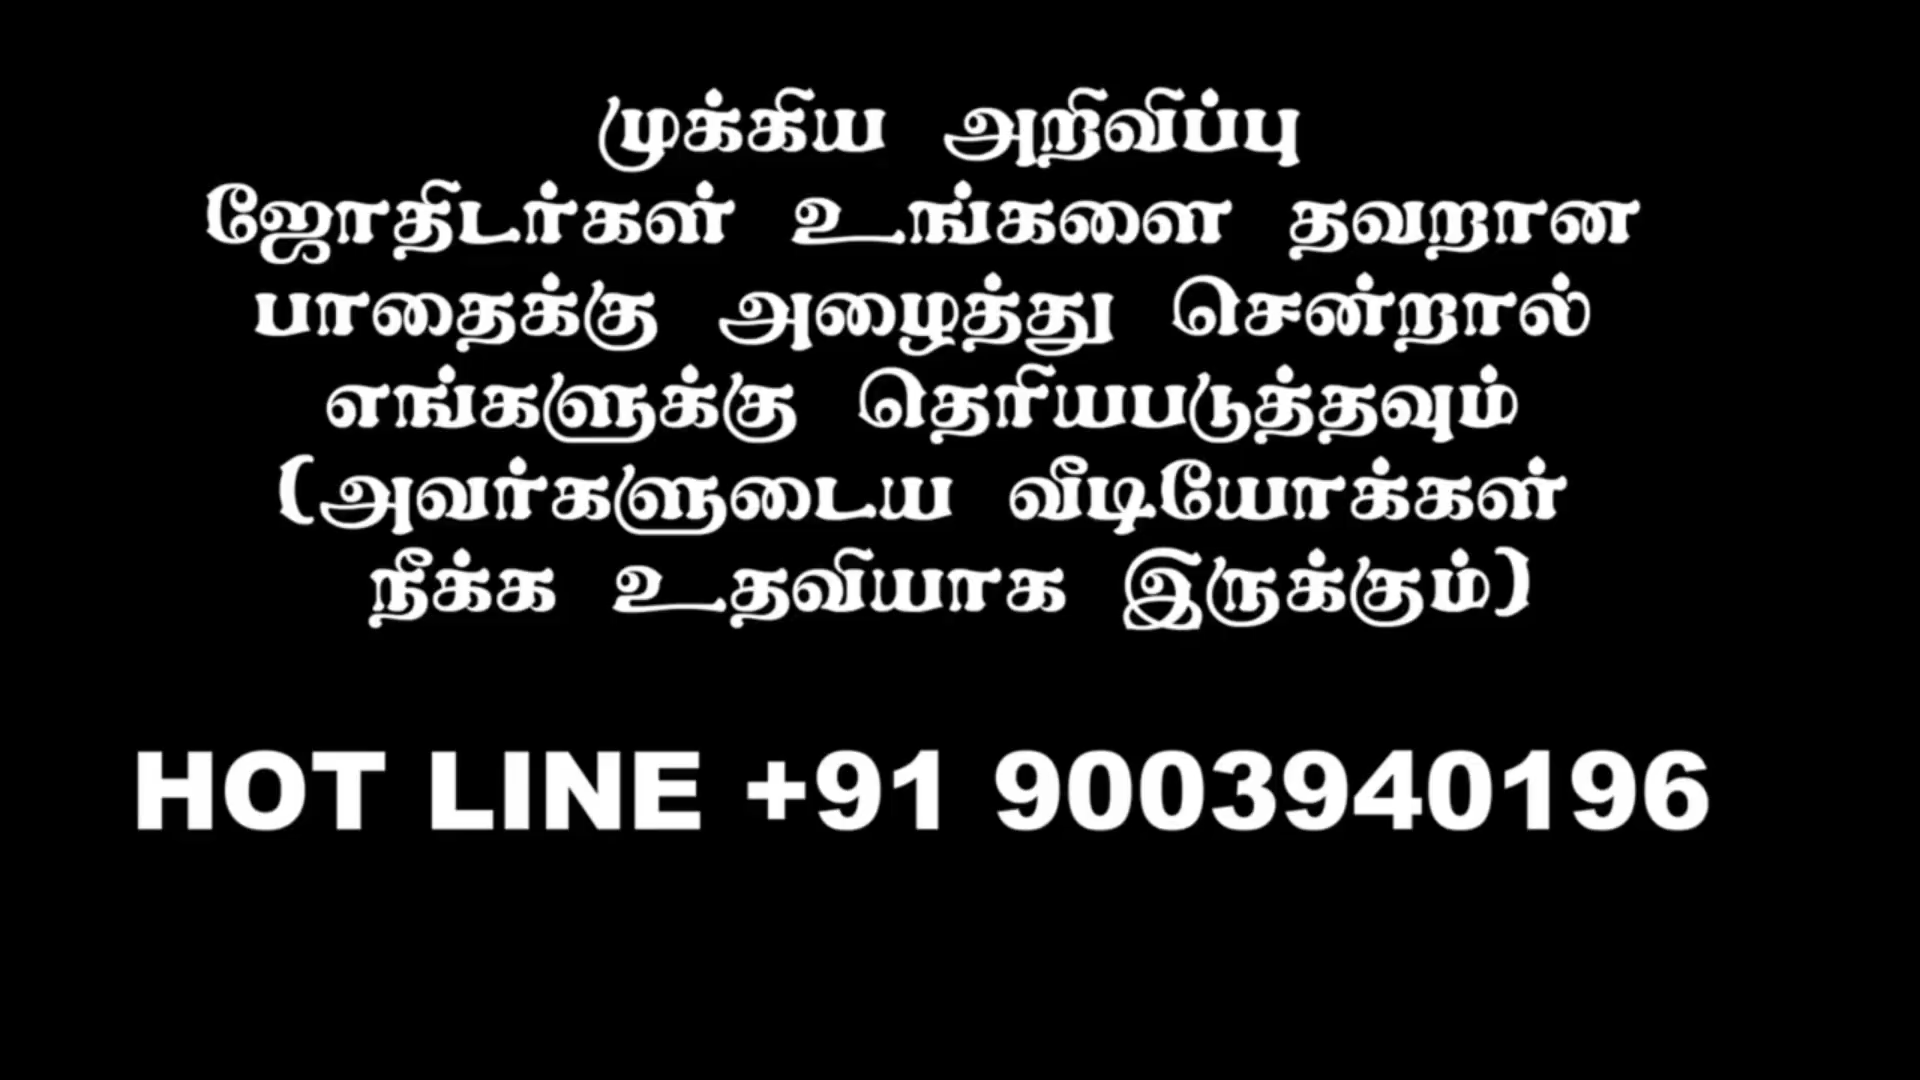 முக்கிய அறிவிப்பு
ஜோதிடர்கள் உங்களை தவறான
பாதைக்கு அழைத்து சென்றால்
எங்களுக்கு தெரியபடுத்தவும்
(அவர்களுடைய வீடியோக்கள்
நீக்க உதவியாக இருக்கும்)
HOT LINE +91 9003940196